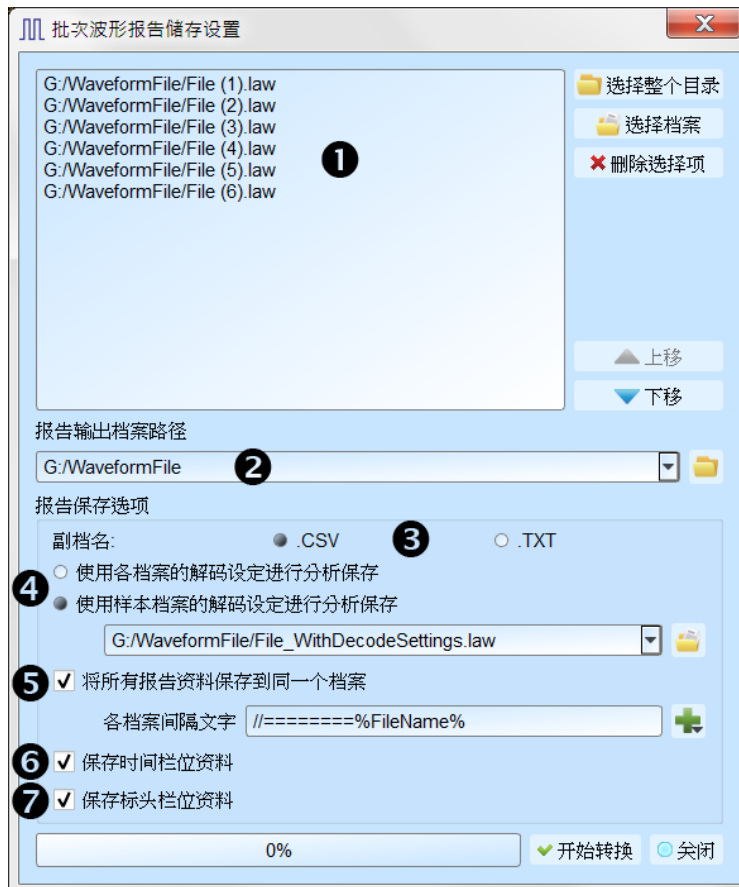 批次波形报告储存设置
G:/WaveformFile/File (1).law
G:/WaveformFile/File (2).law
G:/WaveformFile/File (3).law
G:/WaveformFile/File (4).law
G:/WaveformFile/File (5).law
G:/WaveformFile/File (6).law
❶
选择整个目录
选择档案
删除选择项
上移
下移
报告输出档案路径
G:/WaveformFile ❷
报告保存选项
副档名: .CSV ❸ .TXT
❹ 使用各档案的解码设定进行分析保存
使用样本档案的解码设定进行分析保存
G:/WaveformFile/File_WithDecodeSettings.law
❺ 将所有报告资料保存到同一个档案
各档案间隔文字 //========%FileName%
❻ 保存时间栏位资料
❼ 保存标头栏位资料
0% 开始转换 关闭